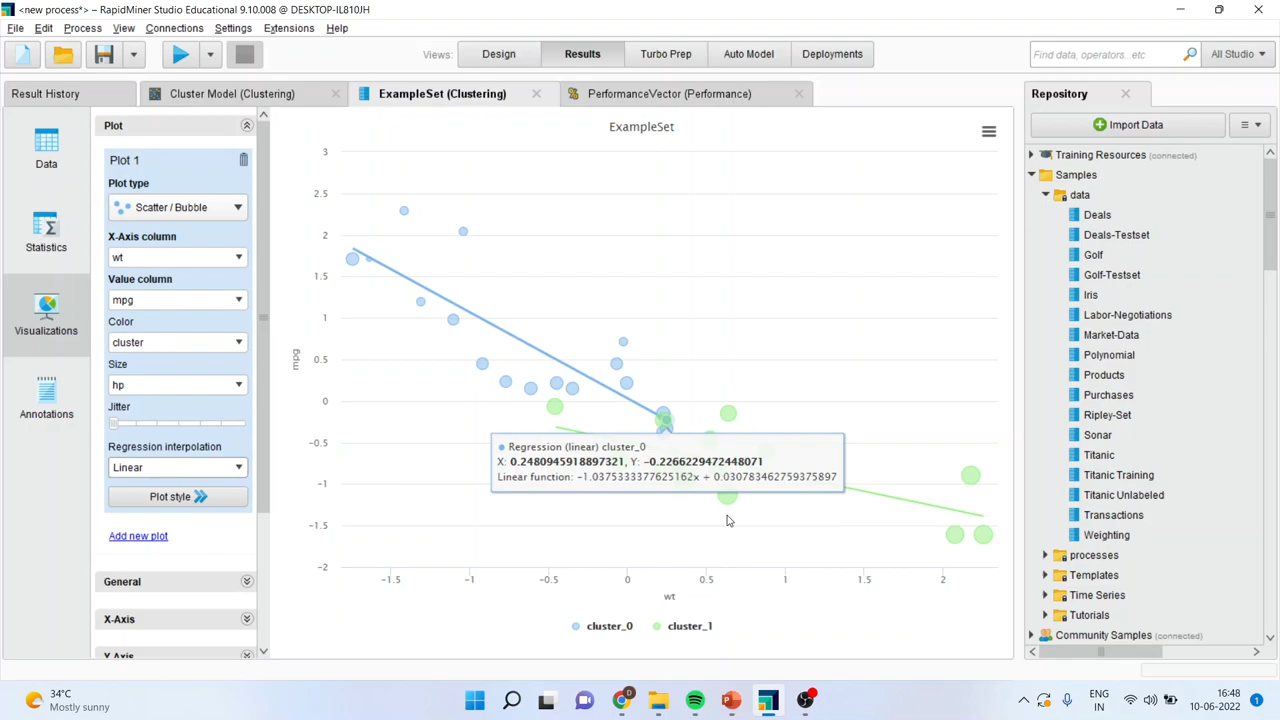 <new process*> – RapidMiner Studio Educational 9.10.008 @ DESKTOP-IL810JH
File Edit Process View Connections Settings Extensions Help
Views: Design Results Turbo Prep Auto Model Deployments
Find data, operators...etc All Studio
Result History
Cluster Model (Clustering)
ExampleSet (Clustering)
PerformanceVector (Performance)
Repository
Data
Statistics
Visualizations
Annotations
Plot
Plot 1
Plot type
Scatter / Bubble
X-Axis column
wt
Value column
mpg
Color
cluster
Size
hp
Jitter
Regression interpolation
Linear
Plot style
Add new plot
General
X-Axis
Y Axis
ExampleSet
3
2.5
2
1.5
1
0.5
0
-0.5
-1
-1.5
-2
mpg
Regression (linear) cluster_0
X: 0.2480945918897321, Y: -0.2266229472448071
Linear function: -1.0375333377625162x + 0.030783462759375897
-1.5 -1 -0.5 0 0.5 1 1.5 2
wt
cluster_0 cluster_1
Import Data
Training Resources (connected)
Samples
data
Deals
Deals-Testset
Golf
Golf-Testset
Iris
Labor-Negotiations
Market-Data
Polynomial
Products
Purchases
Ripley-Set
Sonar
Titanic
Titanic Training
Titanic Unlabeled
Transactions
Weighting
processes
Templates
Time Series
Tutorials
Community Samples (connected)
34°C
Mostly sunny
D
ENG
IN
16:48
10-06-2022
1